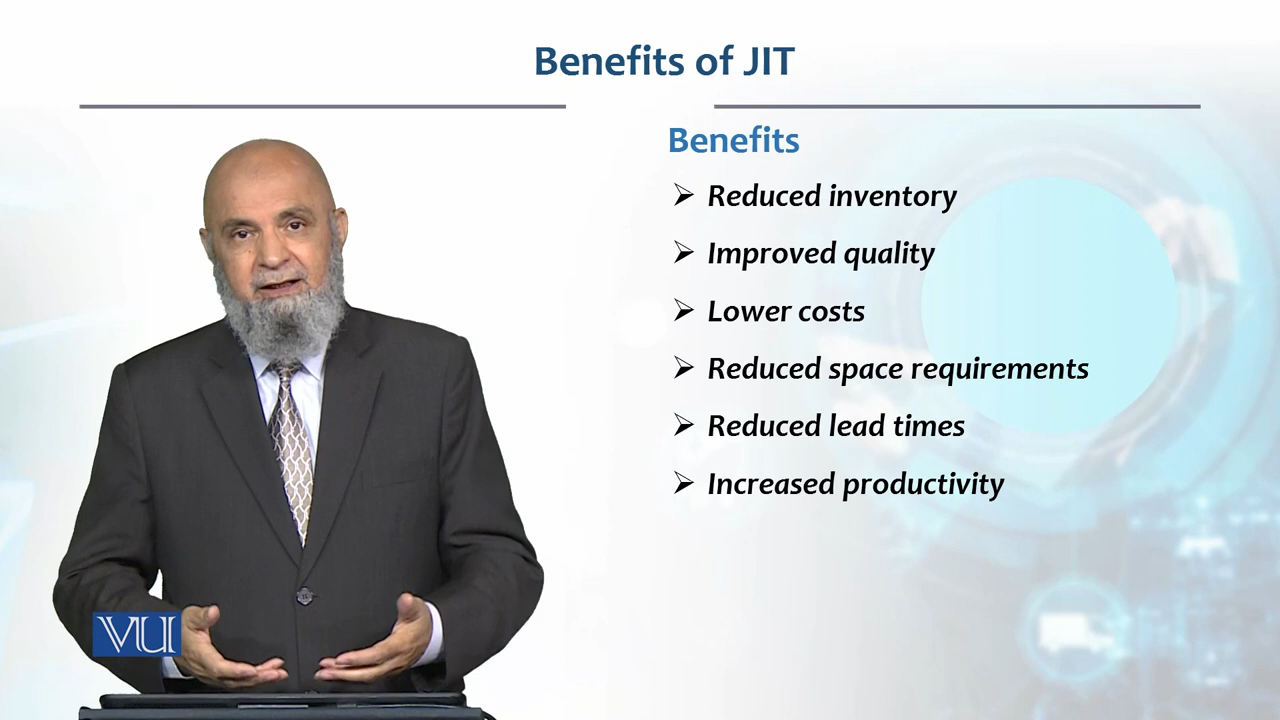 Benefits of JIT
Benefits
Reduced inventory
Improved quality
Lower costs
Reduced space requirements
Reduced lead times
Increased productivity
VU